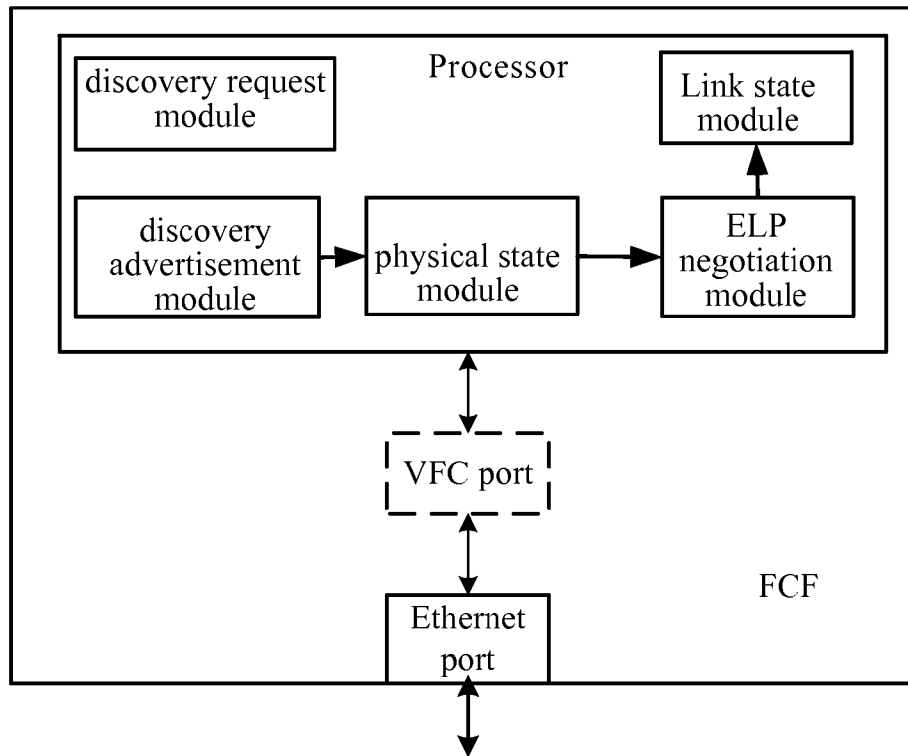 Processor
discovery request
module
Link state
module
discovery
advertisement
module
physical state
module
ELP
negotiation
module
VFC port
FCF
Ethernet
port